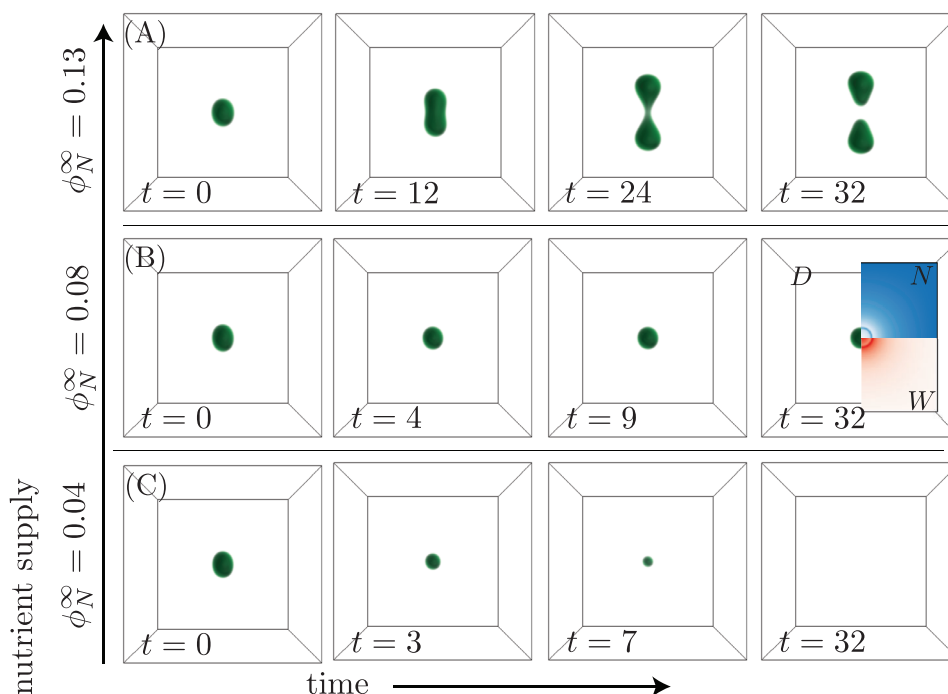 (A)
ϕ_N^∞ = 0.13
t = 0
t = 12
t = 24
t = 32
(B)
ϕ_N^∞ = 0.08
D
N
W
t = 0
t = 4
t = 9
t = 32
(C)
ϕ_N^∞ = 0.04
t = 0
t = 3
t = 7
t = 32
nutrient supply
time